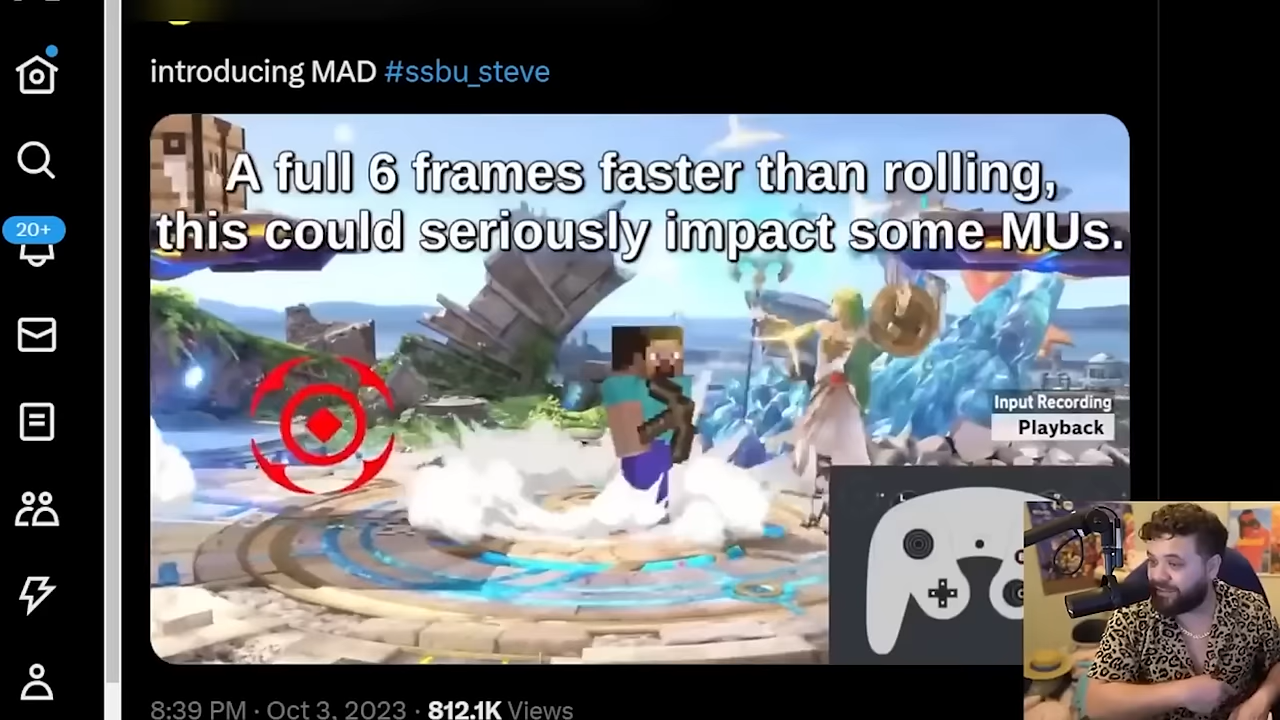 introducing MAD #ssbu_steve
A full 6 frames faster than rolling,
this could seriously impact some MUs.
20+
Input Recording
Playback
8:39 PM · Oct 3, 2023 · 812.1K Views